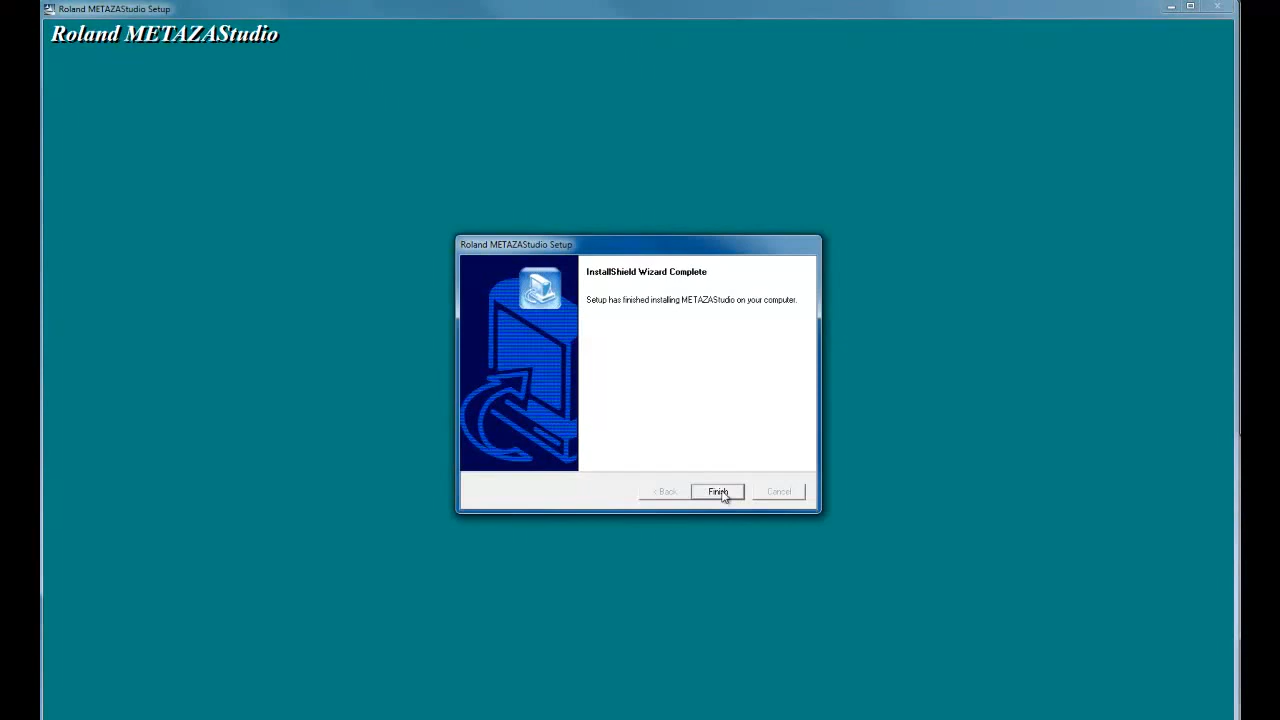 Roland METAZAStudio Setup
Roland METAZAStudio
Roland METAZAStudio Setup
InstallShield Wizard Complete
Setup has finished installing METAZAStudio on your computer.
< Back
Finish
Cancel